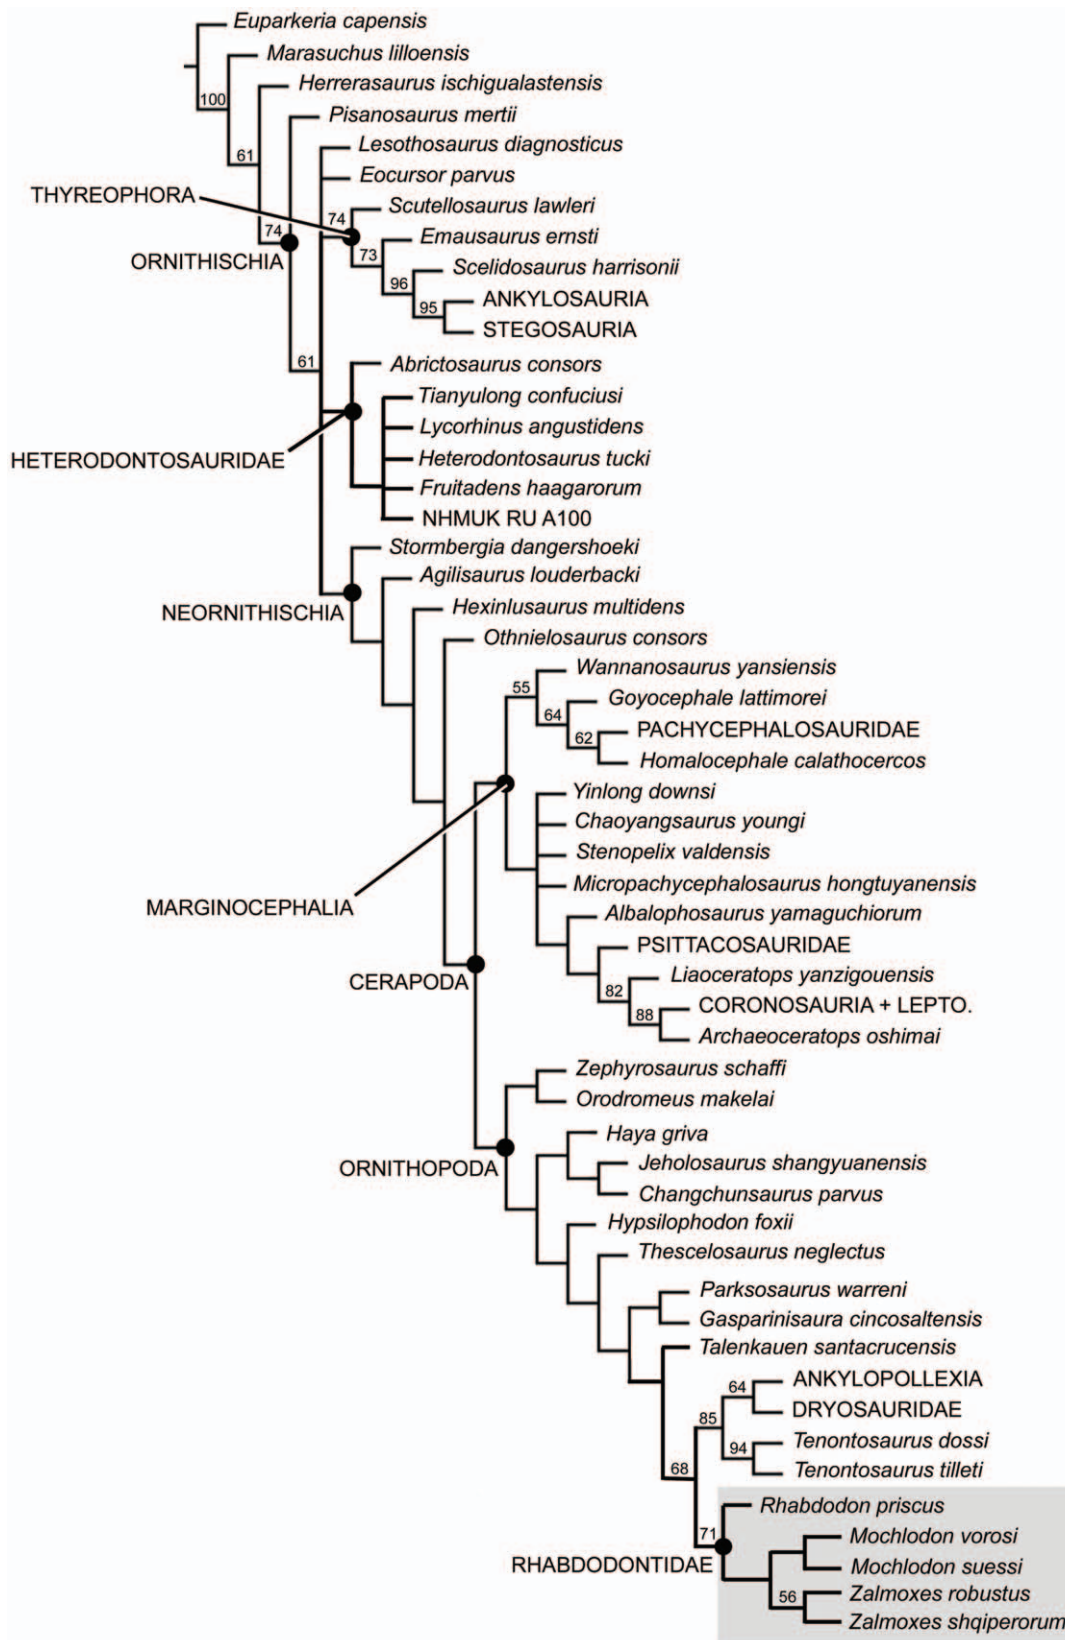 Euparkeria capensis
Marasuchus lilloensis
Herrerasaurus ischigualastensis
100
Pisanosaurus mertii
Lesothosaurus diagnosticus
61
Eocursor parvus
THYREOPHORA
Scutellosaurus lawleri
74
74
Emausaurus ernsti
ORNITHISCHIA
73
Scelidosaurus harrisonii
96
ANKYLOSAURIA
95
STEGOSAURIA
61
Abrictosaurus consors
Tianyulong confuciusi
Lycorhinus angustidens
HETERODONTOSAURIDAE
Heterodontosaurus tucki
Fruitadens haagarorum
NHMUK RU A100
Stormbergia dangershoeki
Agilisaurus louderbacki
NEORNITHISCHIA
Hexinlusaurus multidens
Othnielosaurus consors
Wannanosaurus yansiensis
55
Goyocephale lattimorei
64
PACHYCEPHALOSAURIDAE
62
Homalocephale calathocercos
Yinlong downsi
Chaoyangsaurus youngi
Stenopelix valdensis
Micropachycephalosaurus hongtuyanensis
MARGINOCEPHALIA
Albalophosaurus yamaguchiorum
PSITTACOSAURIDAE
CERAPODA
Liaoceratops yanzigouensis
82
CORONOSAURIA + LEPTO.
88
Archaeoceratops oshimai
Zephyrosaurus schaffi
Orodromeus makelai
Haya griva
ORNITHOPODA
Jeholosaurus shangyuanensis
Changchunsaurus parvus
Hypsilophodon foxii
Thescelosaurus neglectus
Parksosaurus warreni
Gasparinisaura cincosaltensis
Talenkauen santacrucensis
ANKYLOPOLLEXIA
64
DRYOSAURIDAE
85
Tenontosaurus dossi
94
Tenontosaurus tilleti
68
Rhabdodon priscus
71
Mochlodon vorosi
RHABDODONTIDAE
Mochlodon suessi
Zalmoxes robustus
56
Zalmoxes shqiperorum